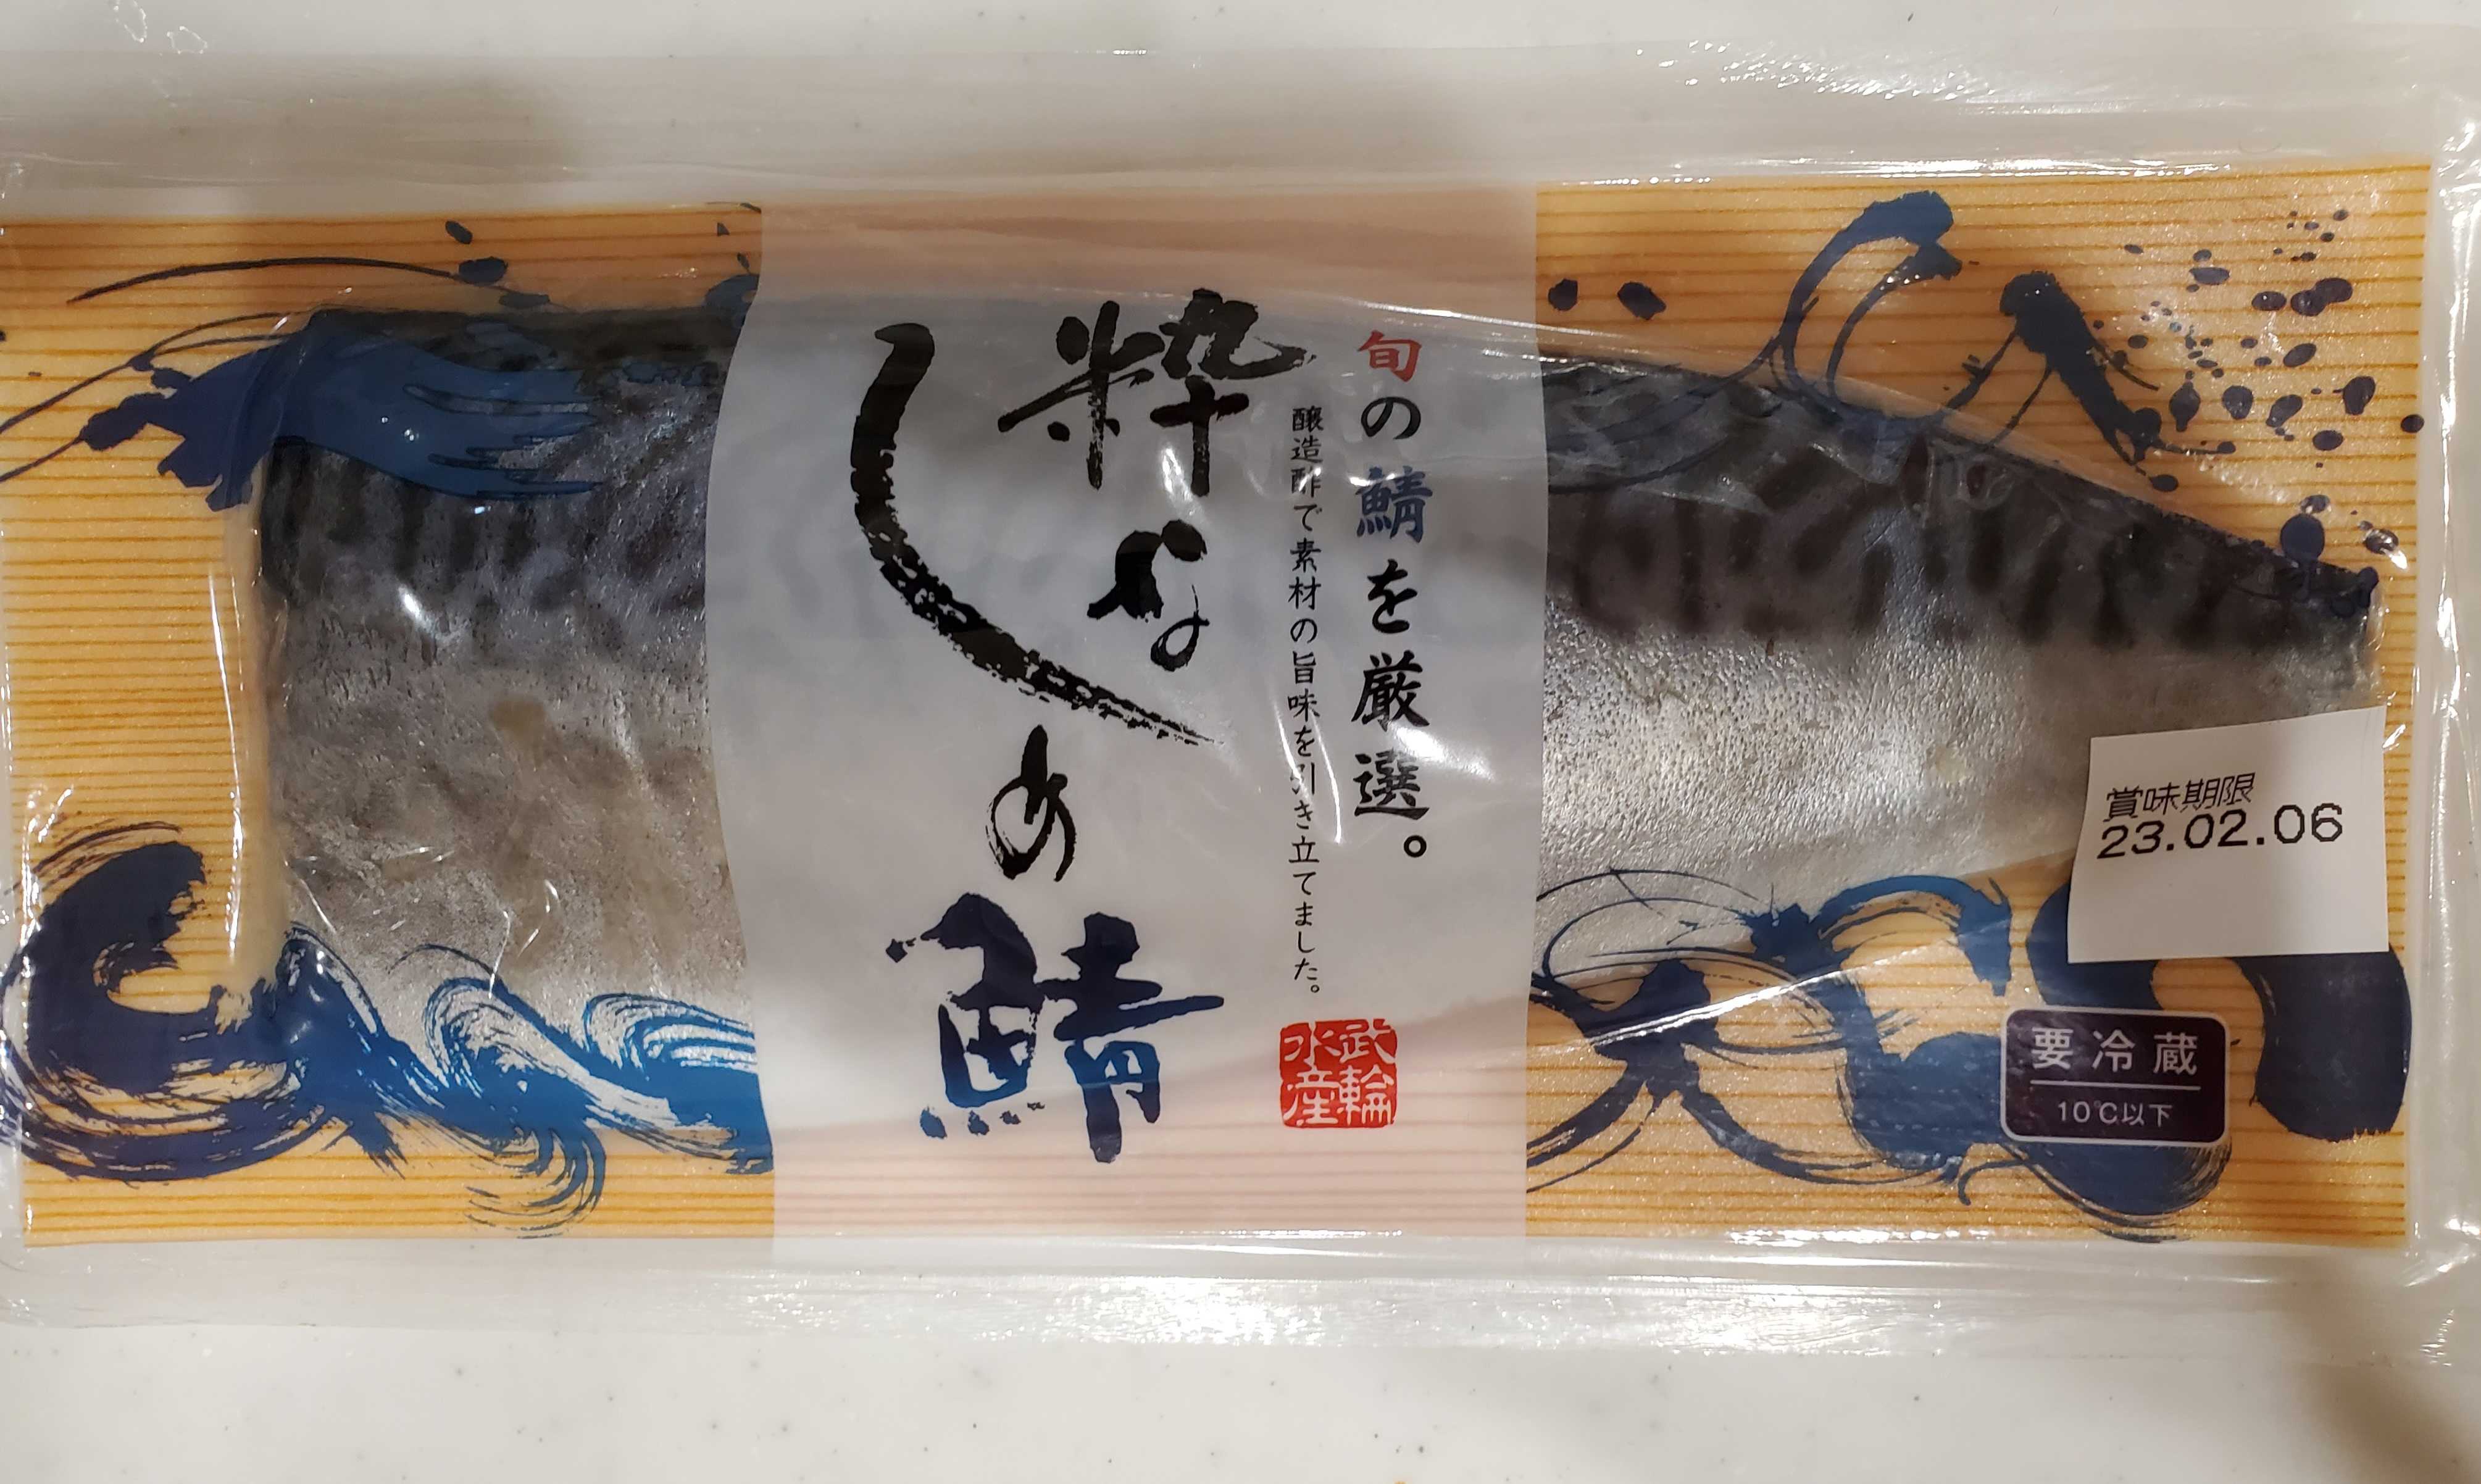 旬の鯖を厳選。
醸造酢で素材の旨味を引き立てました。
粋な
しめ鯖
武輪
水産
賞味期限
23.02.06
要冷蔵
10℃以下